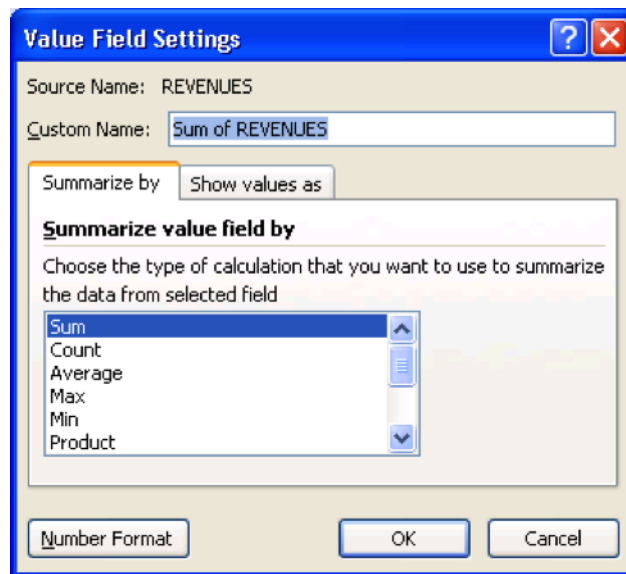 Value Field Settings
Source Name: REVENUES
Custom Name: Sum of REVENUES
Summarize by Show values as
Summarize value field by
Choose the type of calculation that you want to use to summarize
the data from selected field
Sum
Count
Average
Max
Min
Product
Number Format OK Cancel